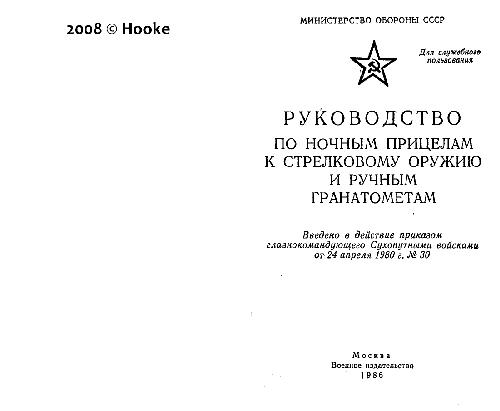 2008 © Hooke
МИНИСТЕРСТВО ОБОРОНЫ СССР
Для служебного
пользования
РУКОВОДСТВО
ПО НОЧНЫМ ПРИЦЕЛАМ
К СТРЕЛКОВОМУ ОРУЖИЮ
И РУЧНЫМ
ГРАНАТОМЕТАМ
Введено в действие приказом
главнокомандующего Сухопутными войсками
от 24 апреля 1980 г. № 30
Москва
Военное издательство
1986